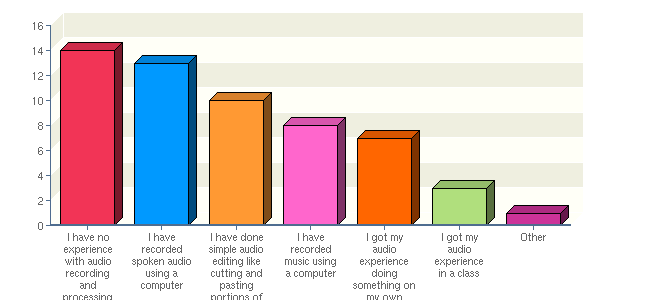 16
14
12
10
8
6
4
2
0
I have no
experience
with audio
recording
and
processing
I have
recorded
spoken audio
using a
computer
I have done
simple audio
editing like
cutting and
pasting
portions of
I have
recorded
music using
a computer
I got my
audio
experience
doing
something on
my own
I got my
audio
experience
in a class
Other